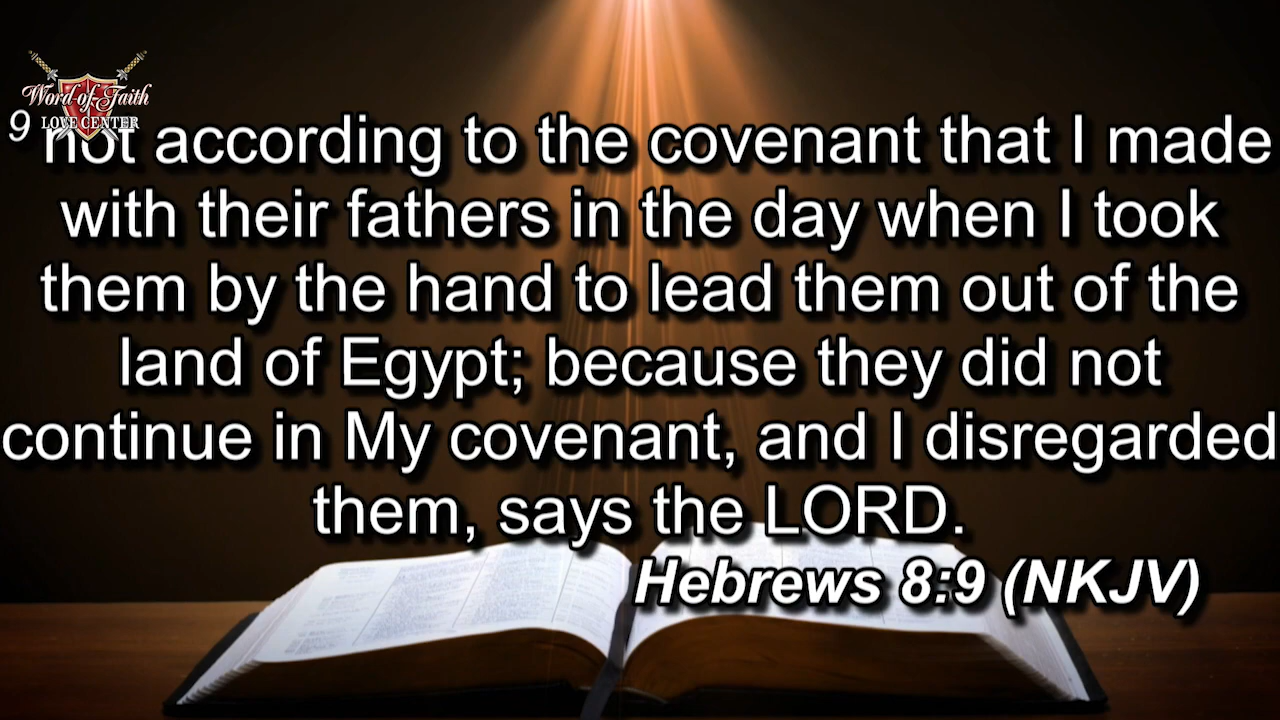 Word of Faith
LOVE CENTER
9 not according to the covenant that I made
with their fathers in the day when I took
them by the hand to lead them out of the
land of Egypt; because they did not
continue in My covenant, and I disregarded
them, says the LORD.
Hebrews 8:9 (NKJV)